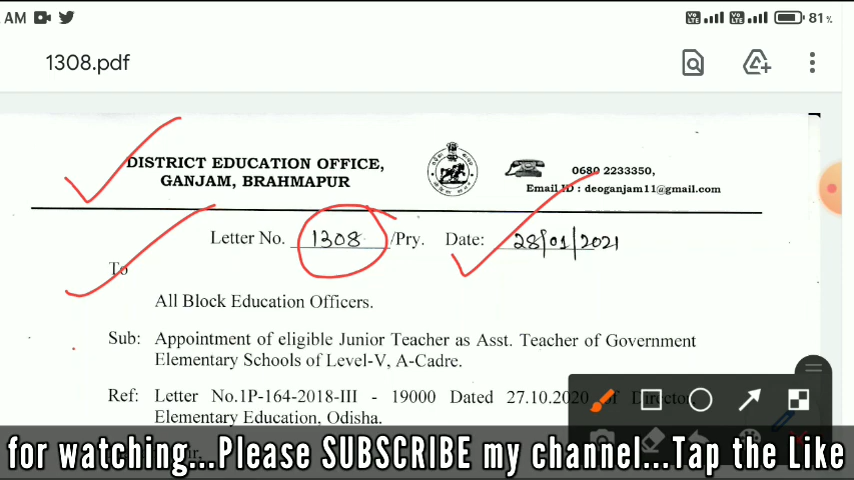 AM 81%
1308.pdf
DISTRICT EDUCATION OFFICE,
GANJAM, BRAHMAPUR
0680 2233350,
Email ID : deoganjam11@gmail.com
Letter No. 1308 /Pry. Date: 28/01/2021
To
All Block Education Officers.
Sub: Appointment of eligible Junior Teacher as Asst. Teacher of Government
Elementary Schools of Level-V, A-Cadre.
Ref: Letter No.1P-164-2018-III - 19000 Dated 27.10.2020 of Director,
Elementary Education, Odisha.
for watching...Please SUBSCRIBE my channel...Tap the Like